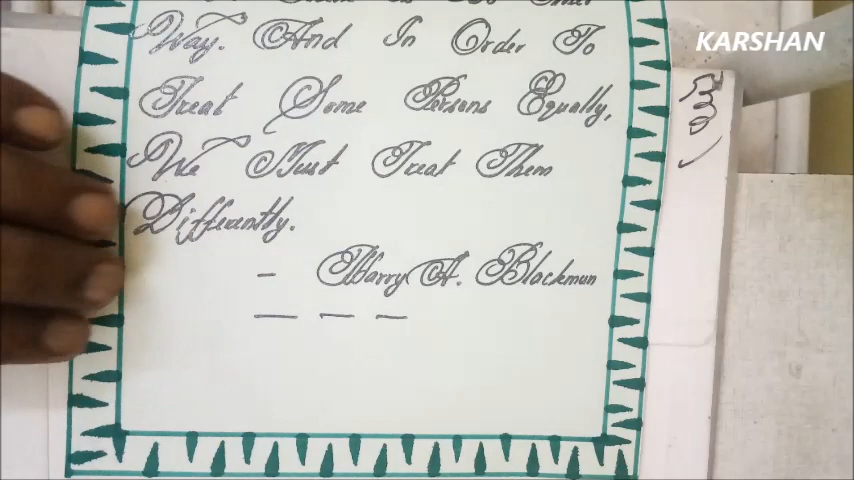 Way. And In Order To
KARSHAN
Treat Some Persons Equally,
We Must Treat Them
Differently.
- Harry A. Blackmun